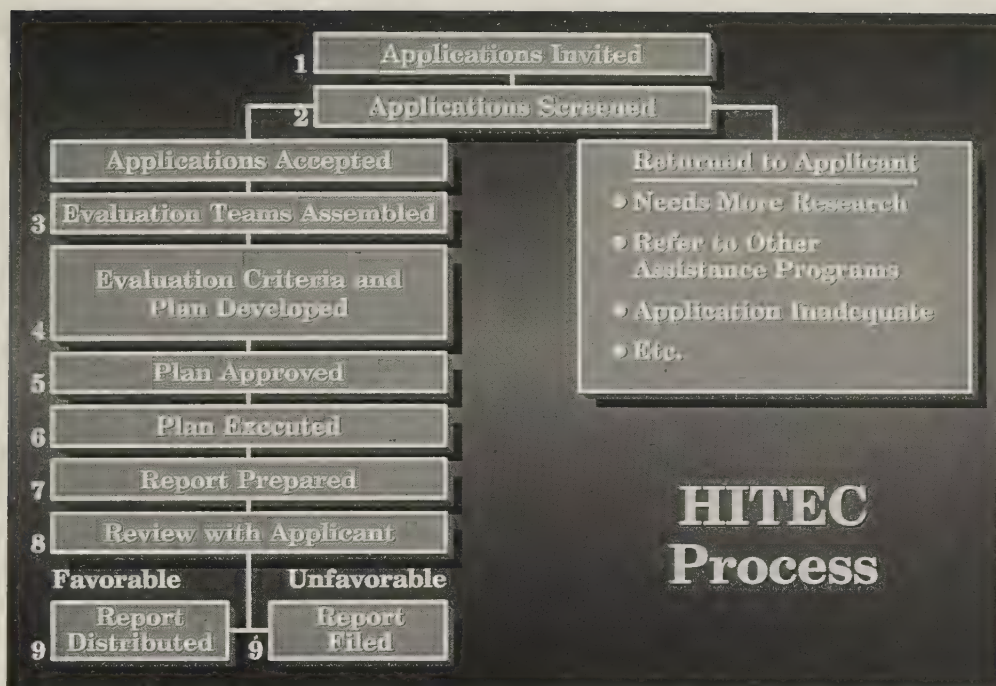 1 Applications Invited
2 Applications Screened
Applications Accepted
3 Evaluation Teams Assembled
4 Evaluation Criteria and
Plan Developed
5 Plan Approved
6 Plan Executed
7 Report Prepared
8 Review with Applicant
Favorable Unfavorable
9 Report
Distributed
9 Report
Filed
Returned to Applicant
• Needs More Research
• Refer to Other
Assistance Programs
• Application Inadequate
• Etc.
HITEC
Process